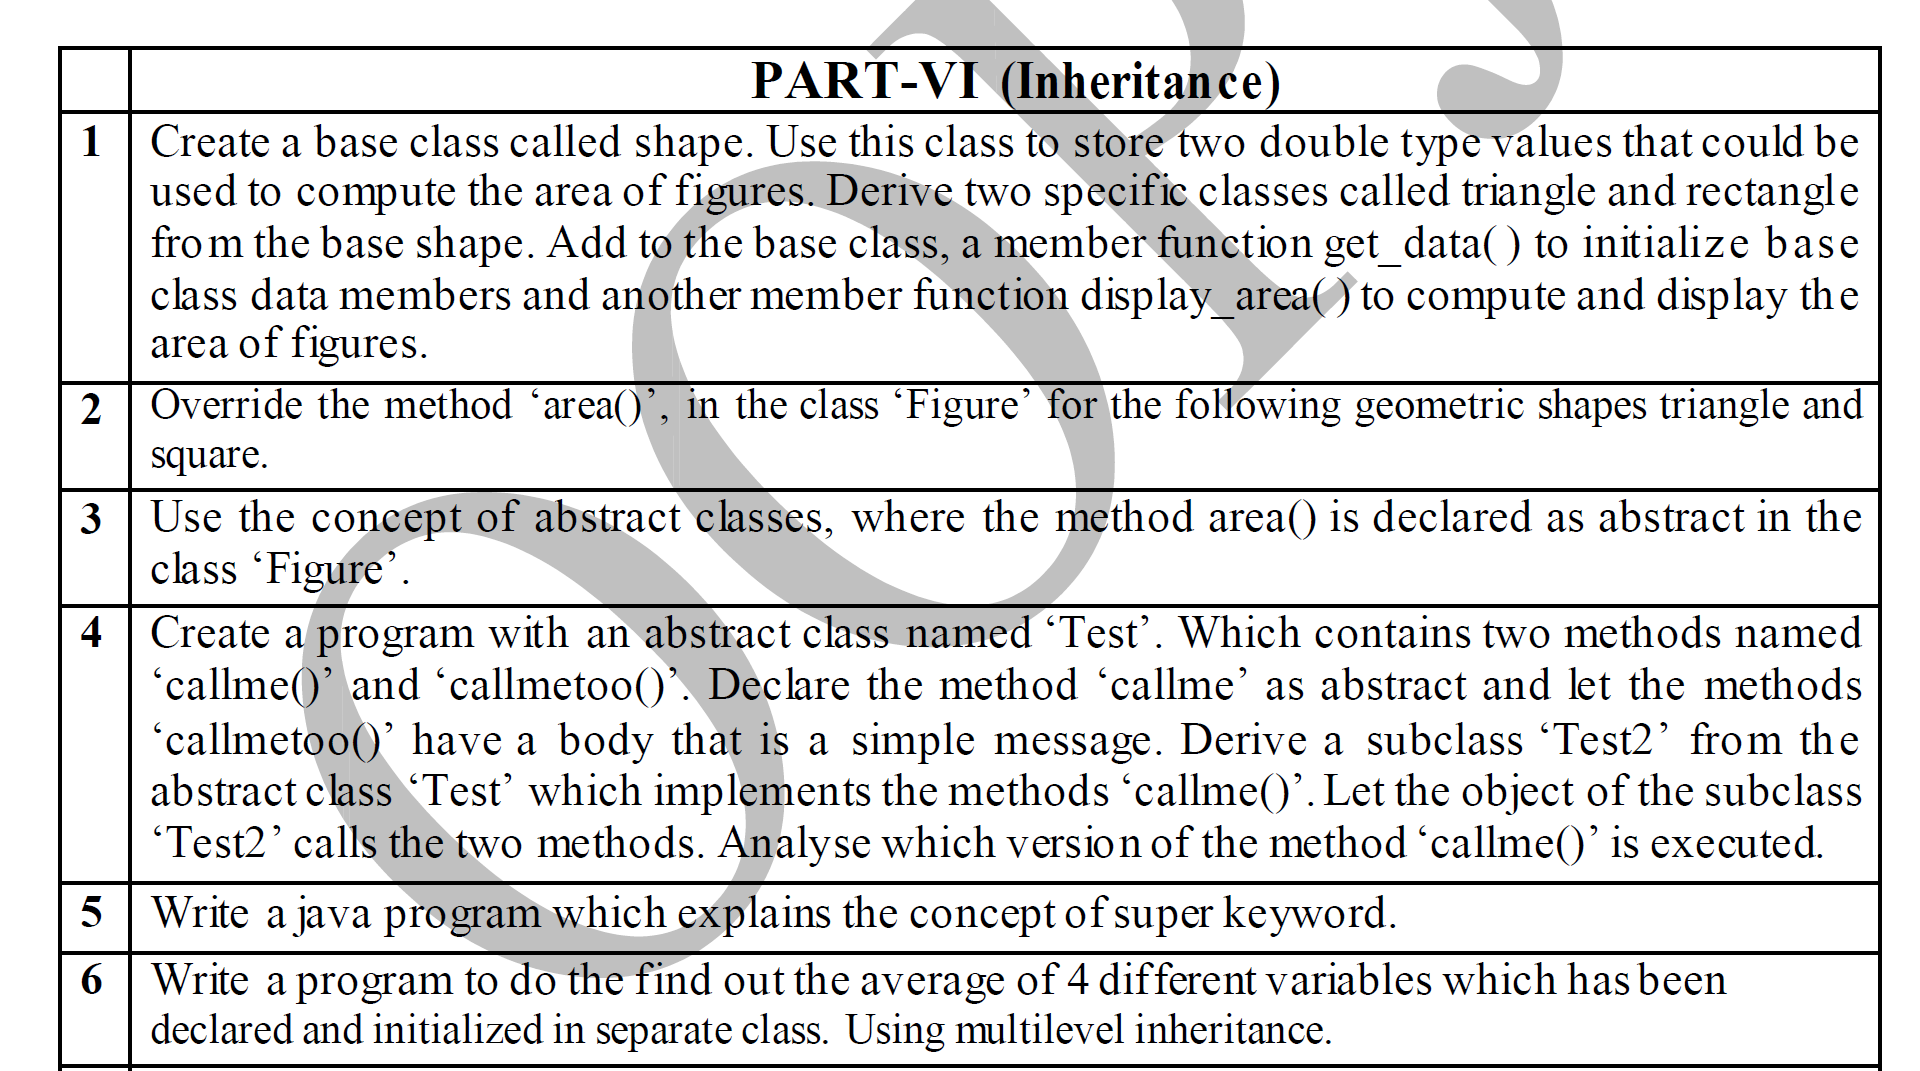 PART-VI (Inheritance)
1 Create a base class called shape. Use this class to store two double type values that could be
used to compute the area of figures. Derive two specific classes called triangle and rectangle
from the base shape. Add to the base class, a member function get_data( ) to initialize base
class data members and another member function display_area( ) to compute and display the
area of figures.
2 Override the method ‘area()’, in the class ‘Figure’ for the following geometric shapes triangle and
square.
3 Use the concept of abstract classes, where the method area() is declared as abstract in the
class ‘Figure’.
4 Create a program with an abstract class named ‘Test’. Which contains two methods named
‘callme()’ and ‘callmetoo()’. Declare the method ‘callme’ as abstract and let the methods
‘callmetoo()’ have a body that is a simple message. Derive a subclass ‘Test2’ from the
abstract class ‘Test’ which implements the methods ‘callme()’. Let the object of the subclass
‘Test2’ calls the two methods. Analyse which version of the method ‘callme()’ is executed.
5 Write a java program which explains the concept of super keyword.
6 Write a program to do the find out the average of 4 different variables which has been
declared and initialized in separate class. Using multilevel inheritance.